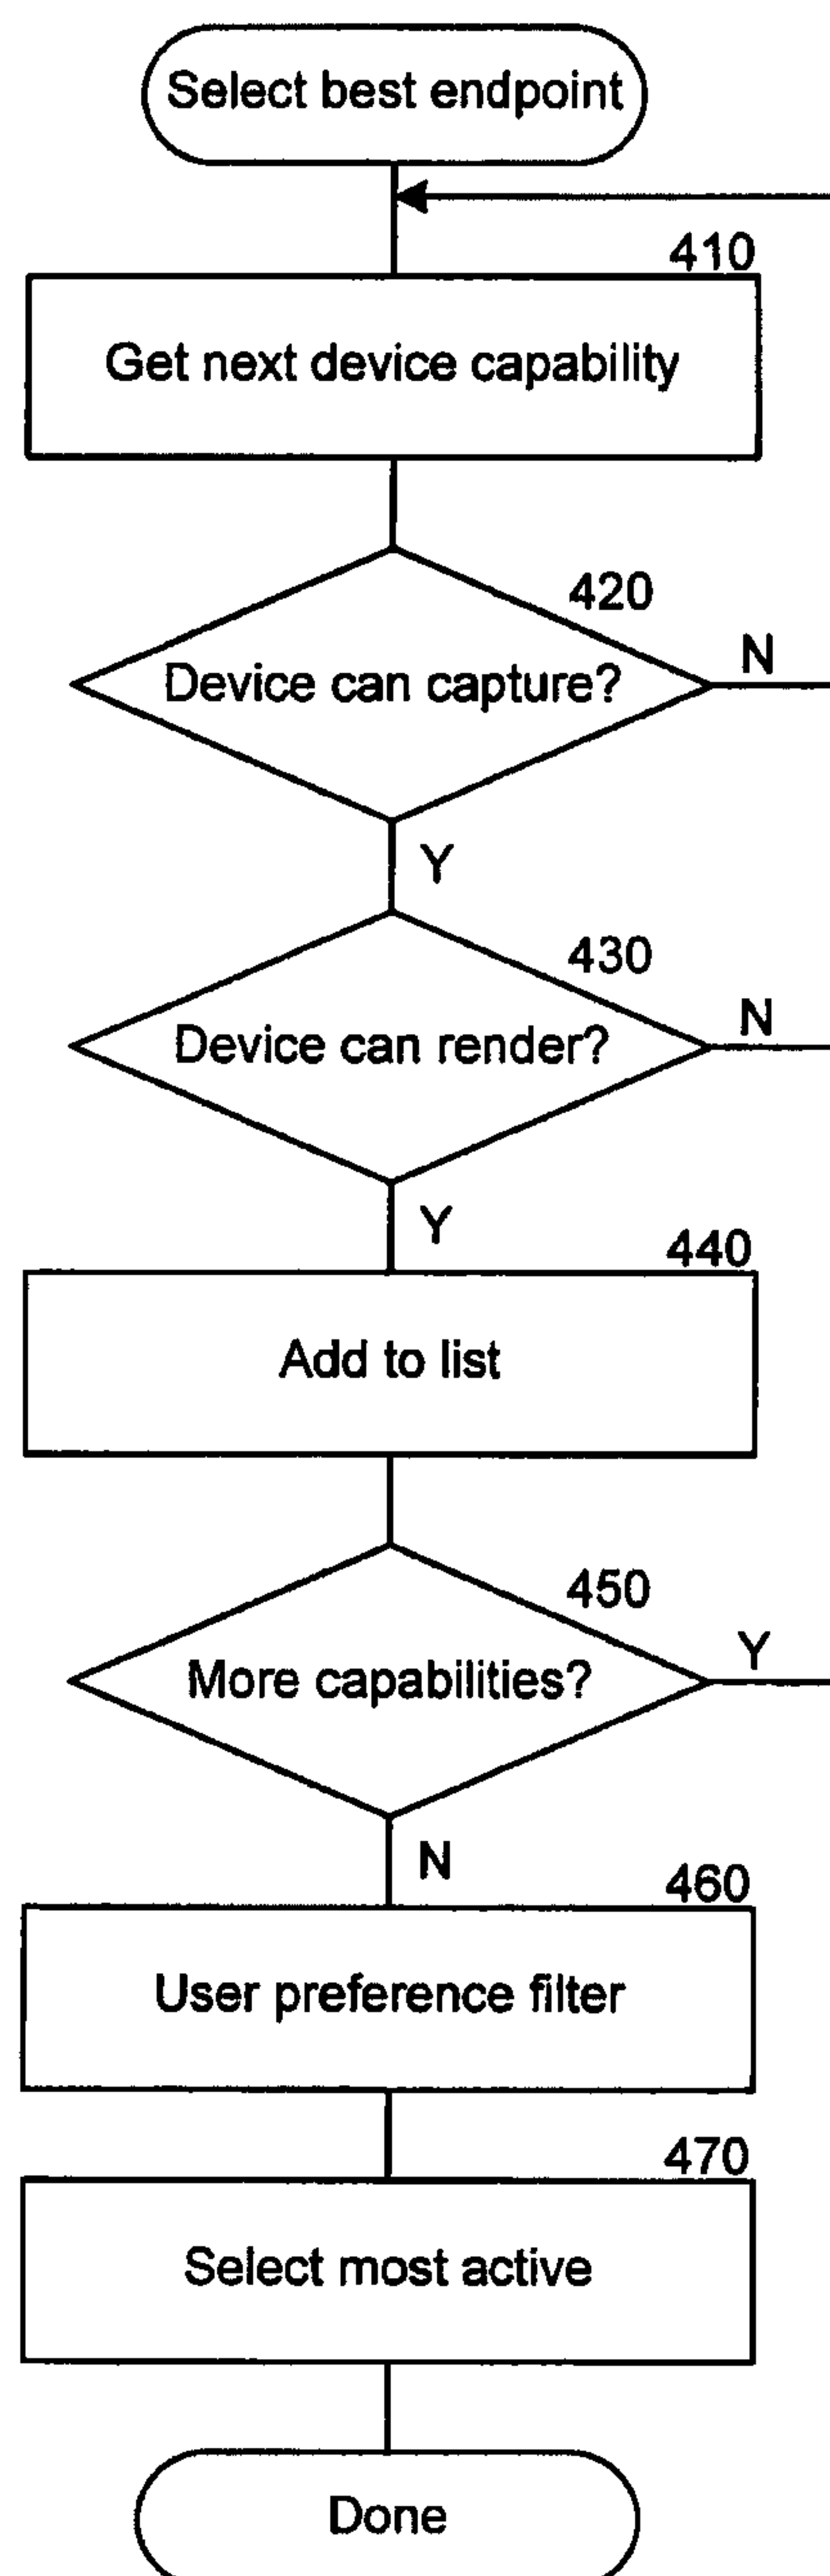 Select best endpoint
410
Get next device capability
420
Device can capture?
N
Y
430
Device can render?
N
Y
440
Add to list
450
More capabilities?
Y
N
460
User preference filter
470
Select most active
Done